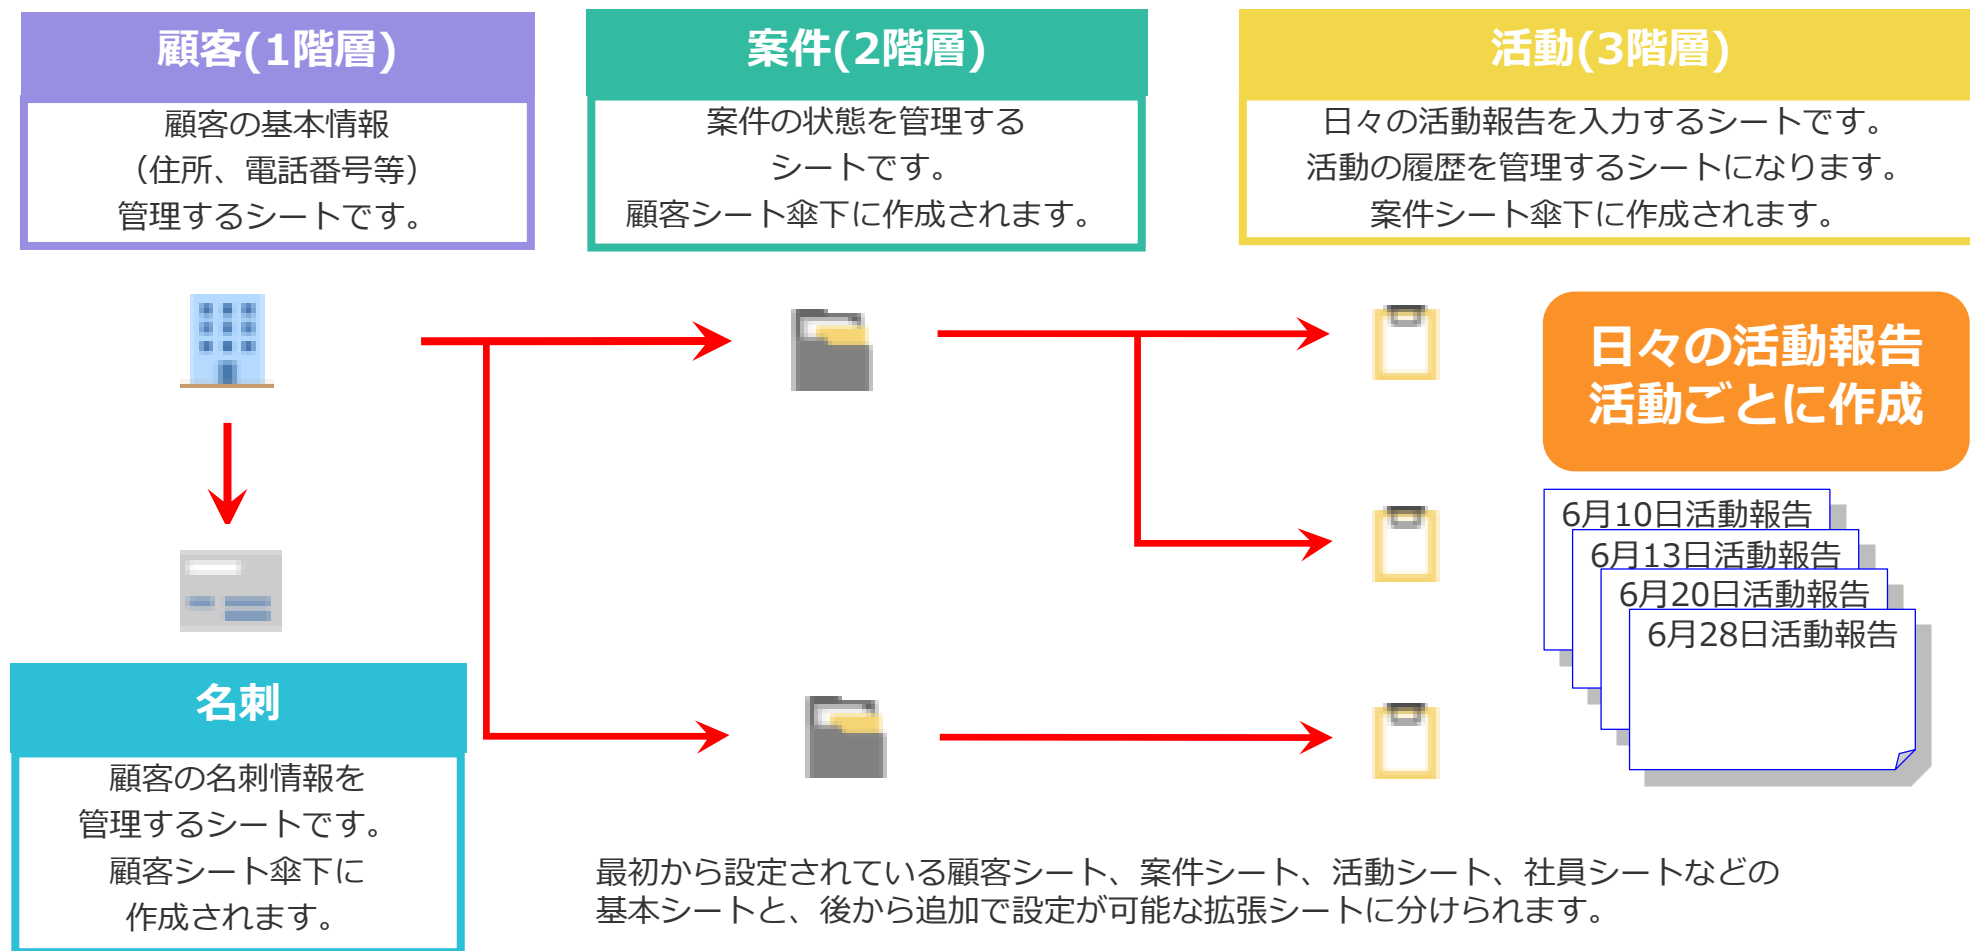 顧客(1階層)
顧客の基本情報
（住所、電話番号等）
管理するシートです。
案件(2階層)
案件の状態を管理する
シートです。
顧客シート傘下に作成されます。
活動(3階層)
日々の活動報告を入力するシートです。
活動の履歴を管理するシートになります。
案件シート傘下に作成されます。
日々の活動報告
活動ごとに作成
6月10日活動報告
6月13日活動報告
6月20日活動報告
6月28日活動報告
名刺
顧客の名刺情報を
管理するシートです。
顧客シート傘下に
作成されます。
最初から設定されている顧客シート、案件シート、活動シート、社員シートなどの
基本シートと、後から追加で設定が可能な拡張シートに分けられます。